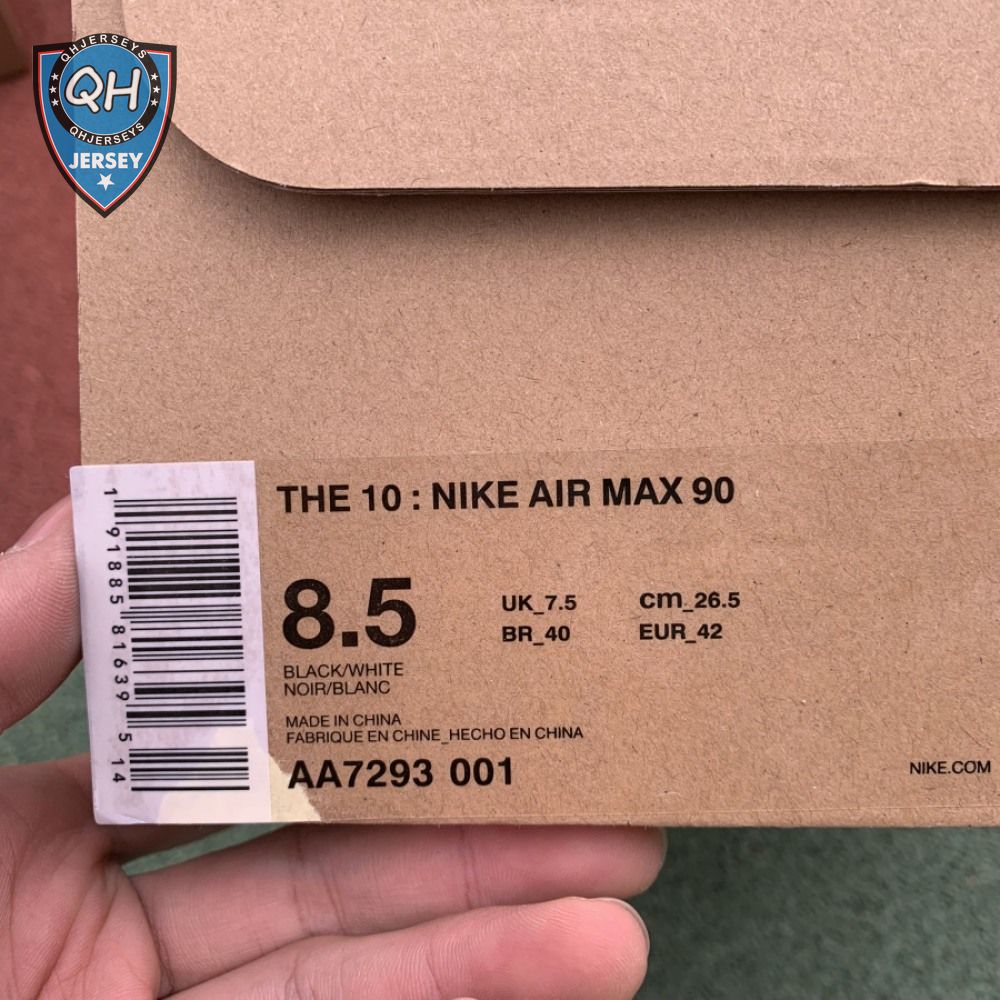 QHJERSEYS
QH
QHJERSEYS
JERSEY
THE 10 : NIKE AIR MAX 90
8.5
UK_7.5 cm_26.5
BR_40 EUR_42
BLACK/WHITE
NOIR/BLANC
MADE IN CHINA
FABRIQUE EN CHINE_HECHO EN CHINA
AA7293 001
NIKE.COM
1 91885 81639 5 14